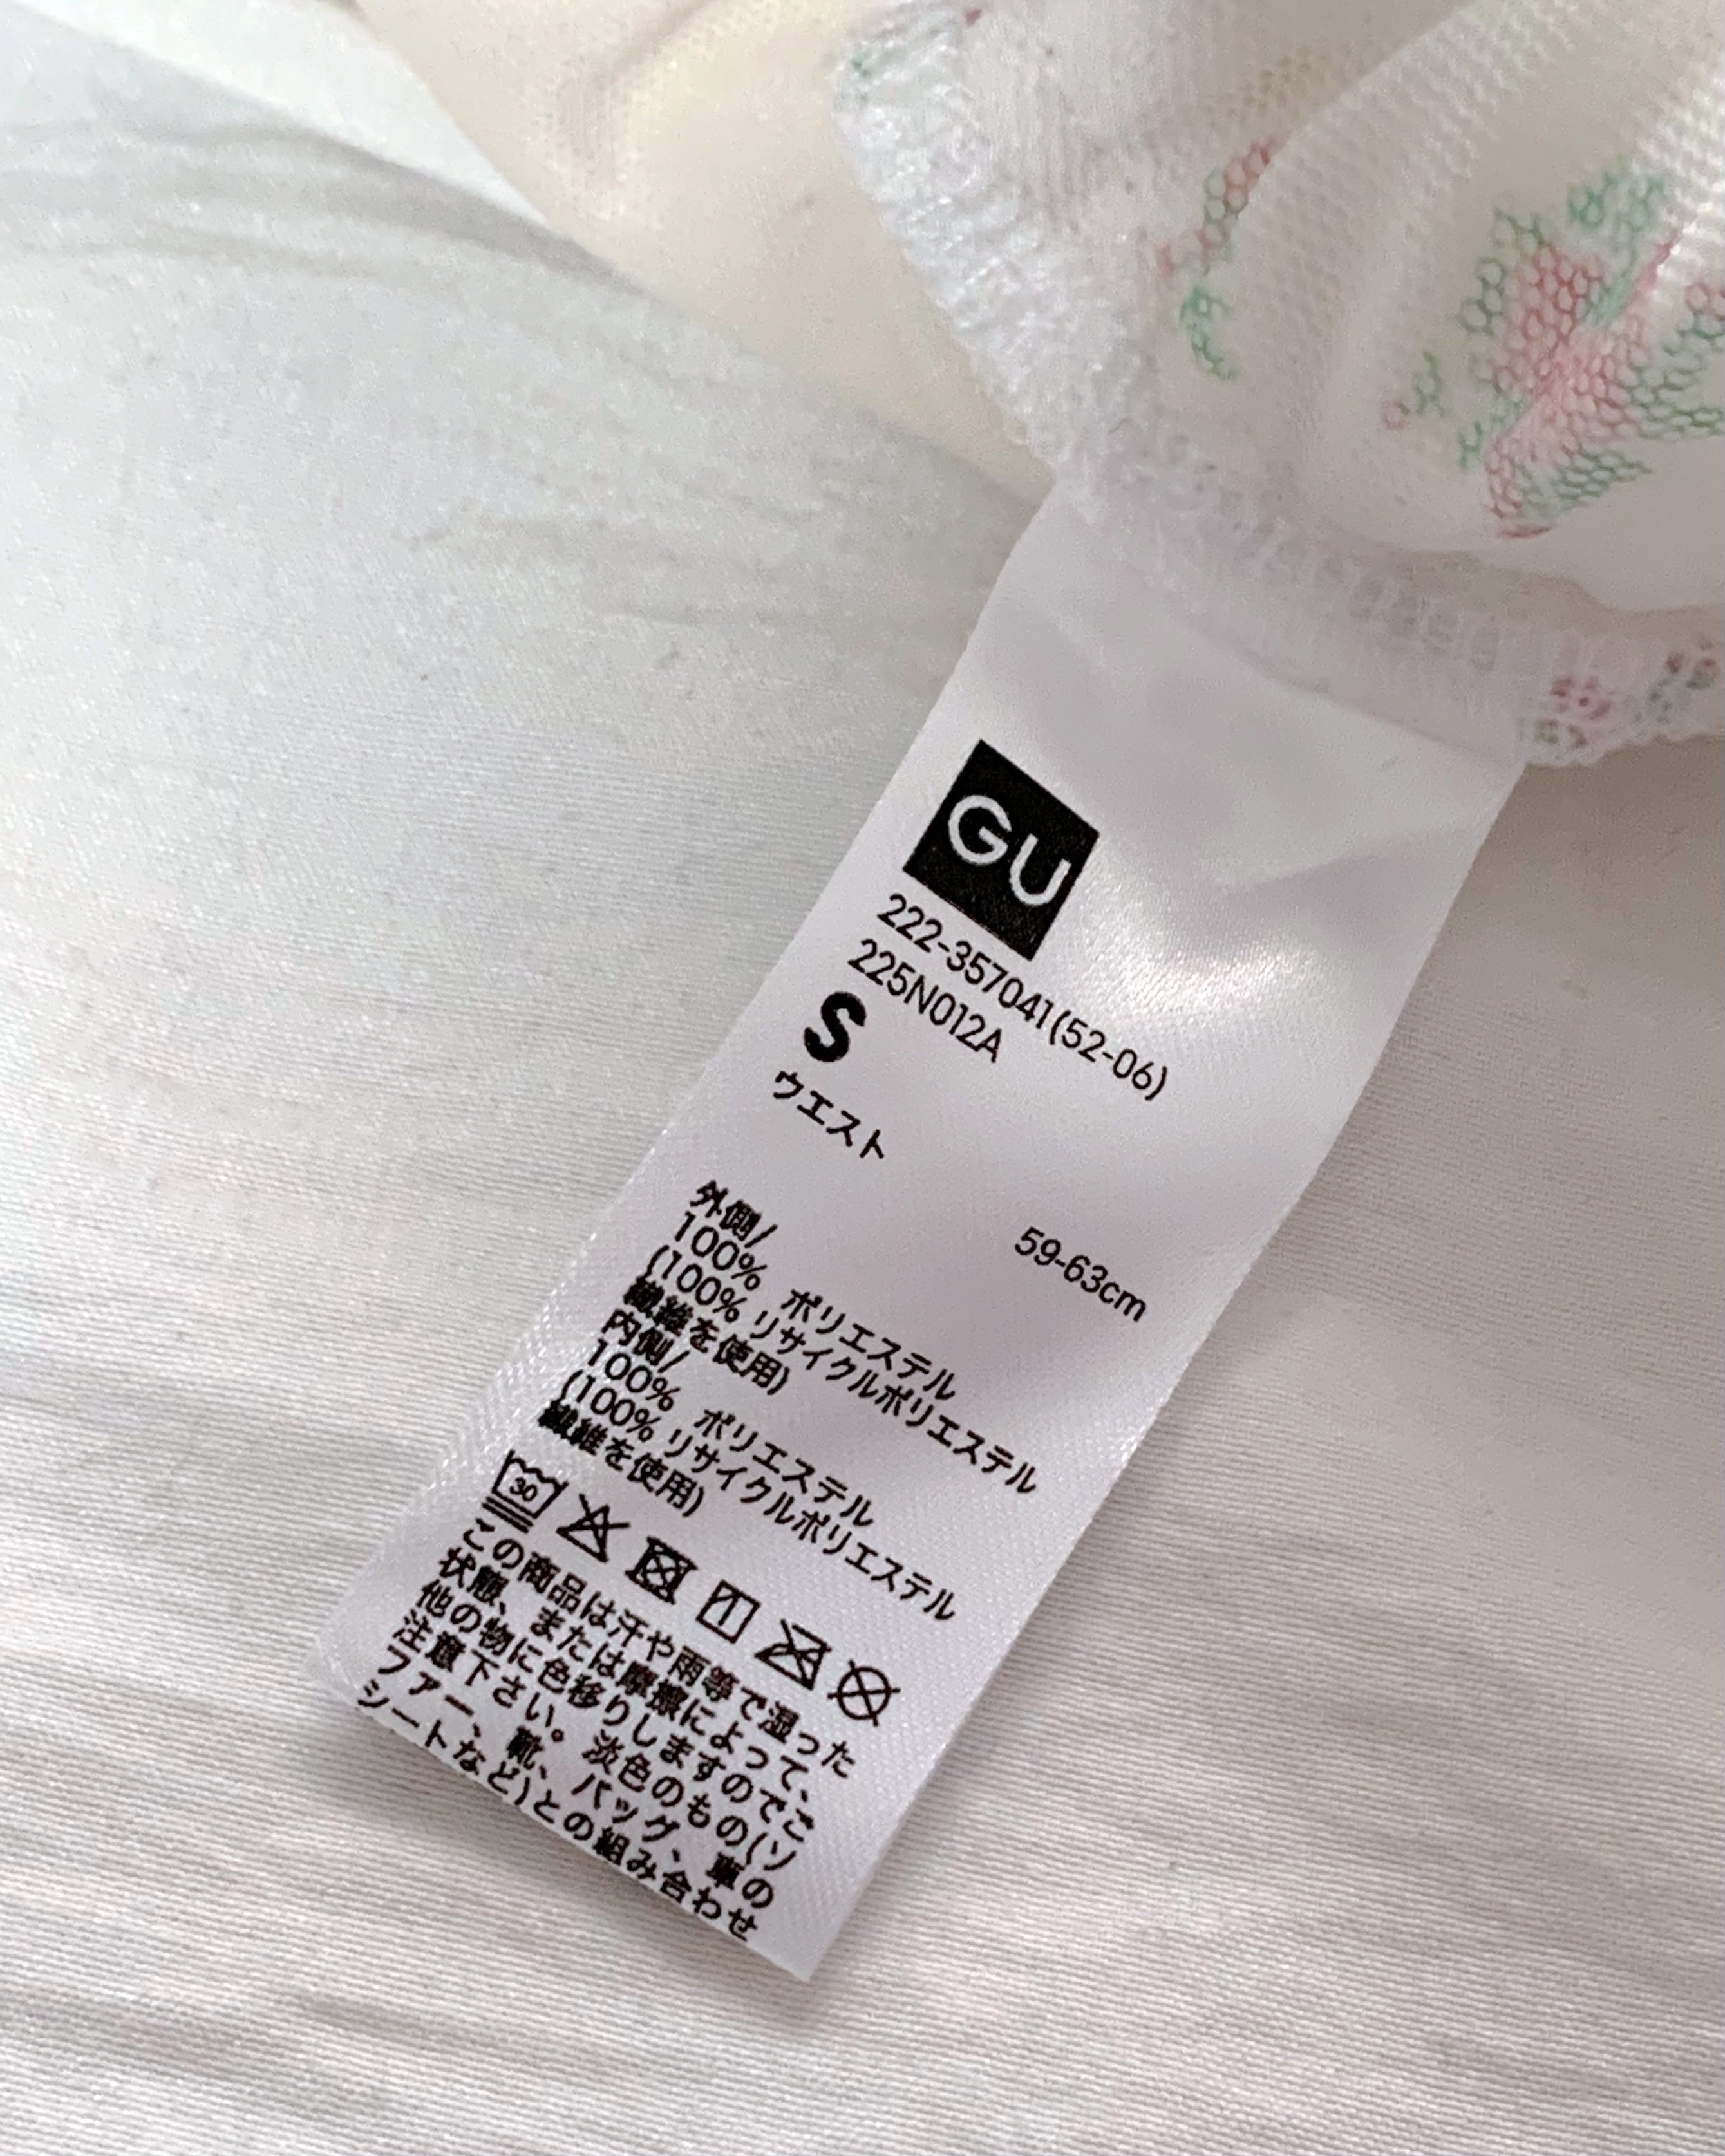 GU
222-357041(52-06)
225N012A
S
ウエスト
59-63cm
外側/
100% ポリエステル
(100% リサイクルポリエステル
繊維を使用)
内側/
100% ポリエステル
(100% リサイクルポリエステル
繊維を使用)
30
この商品は汗や雨等で湿った
状態、または摩擦によって、
他の物に色移りしますのでご
注意下さい。淡色のもの(ソ
ファー、靴、バッグ、車の
シートなど)との組み合わせ